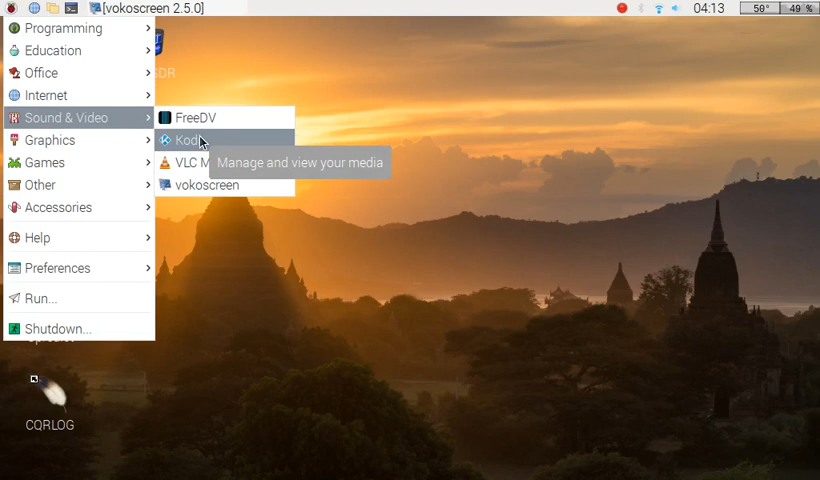 [vokoscreen 2.5.0]
04:13
50°
49 %
Programming
Education
Office
Internet
Sound & Video
Graphics
Games
Other
Accessories
Help
Preferences
Run...
Shutdown...
FreeDV
Kodi
VLC M
vokoscreen
Manage and view your media
SDR
CQRLOG